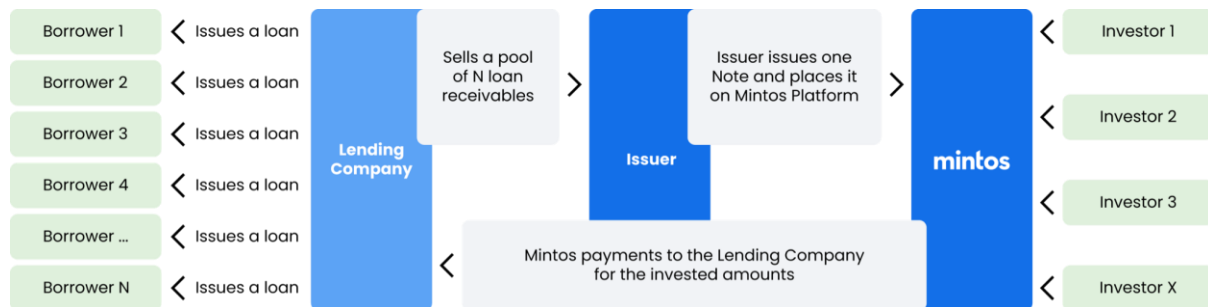 Borrower 1
Issues a loan
Borrower 2
Issues a loan
Borrower 3
Issues a loan
Borrower 4
Issues a loan
Borrower ...
Issues a loan
Borrower N
Issues a loan
Lending
Company
Sells a pool
of N loan
receivables
Issuer
Issuer issues one
Note and places it
on Mintos Platform
mintos
Mintos payments to the Lending Company
for the invested amounts
Investor 1
Investor 2
Investor 3
Investor X